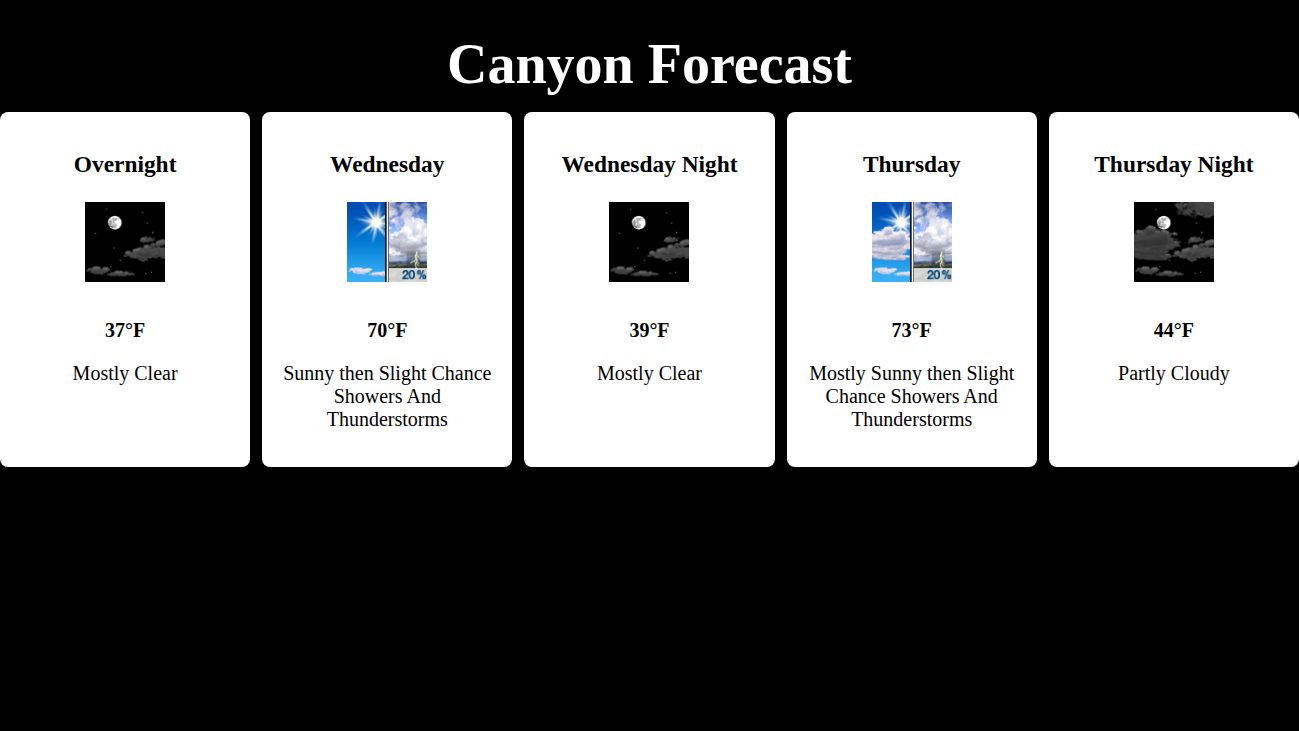 Canyon Forecast
Overnight
37°F
Mostly Clear
Wednesday
20%
70°F
Sunny then Slight Chance
Showers And
Thunderstorms
Wednesday Night
39°F
Mostly Clear
Thursday
20%
73°F
Mostly Sunny then Slight
Chance Showers And
Thunderstorms
Thursday Night
44°F
Partly Cloudy